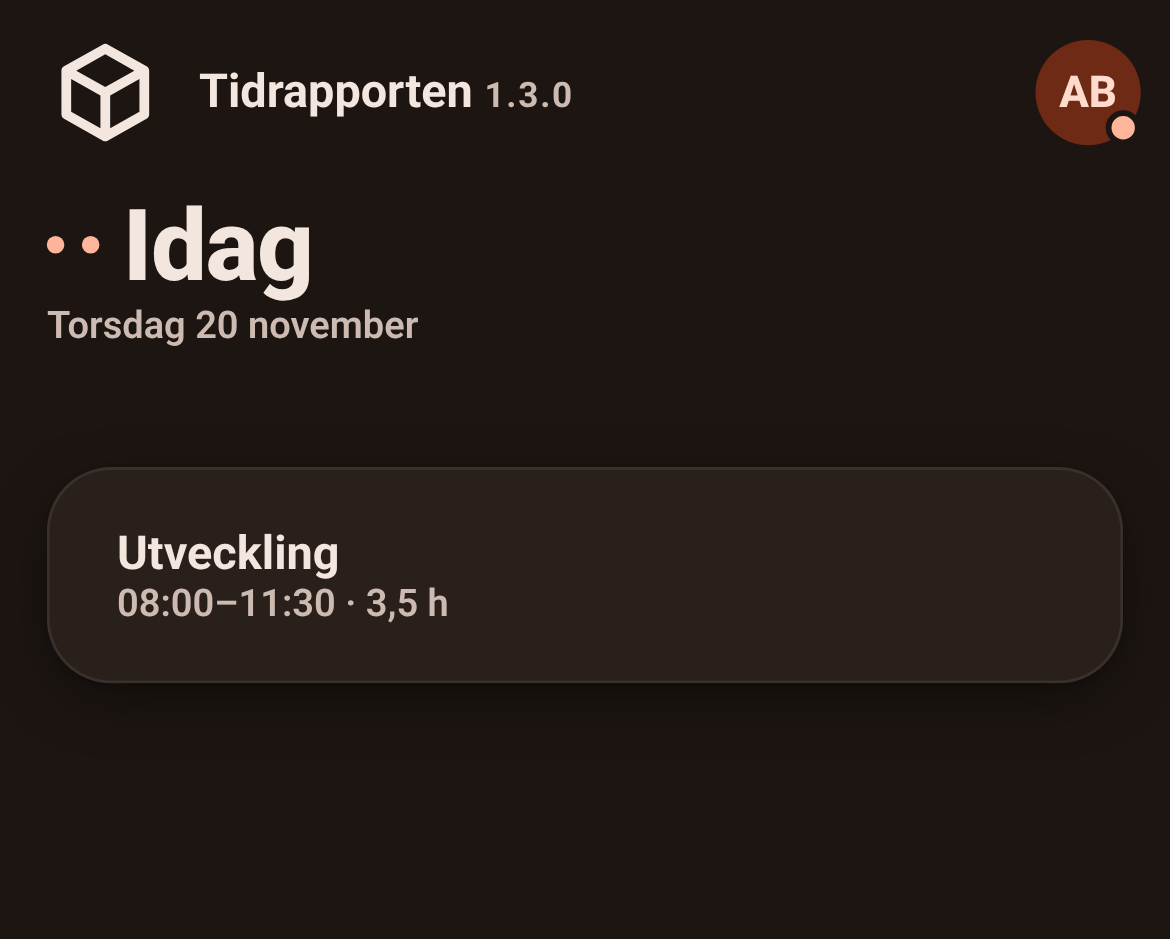 Tidrapporten 1.3.0
AB
Idag
Torsdag 20 november
Utveckling
08:00–11:30 · 3,5 h